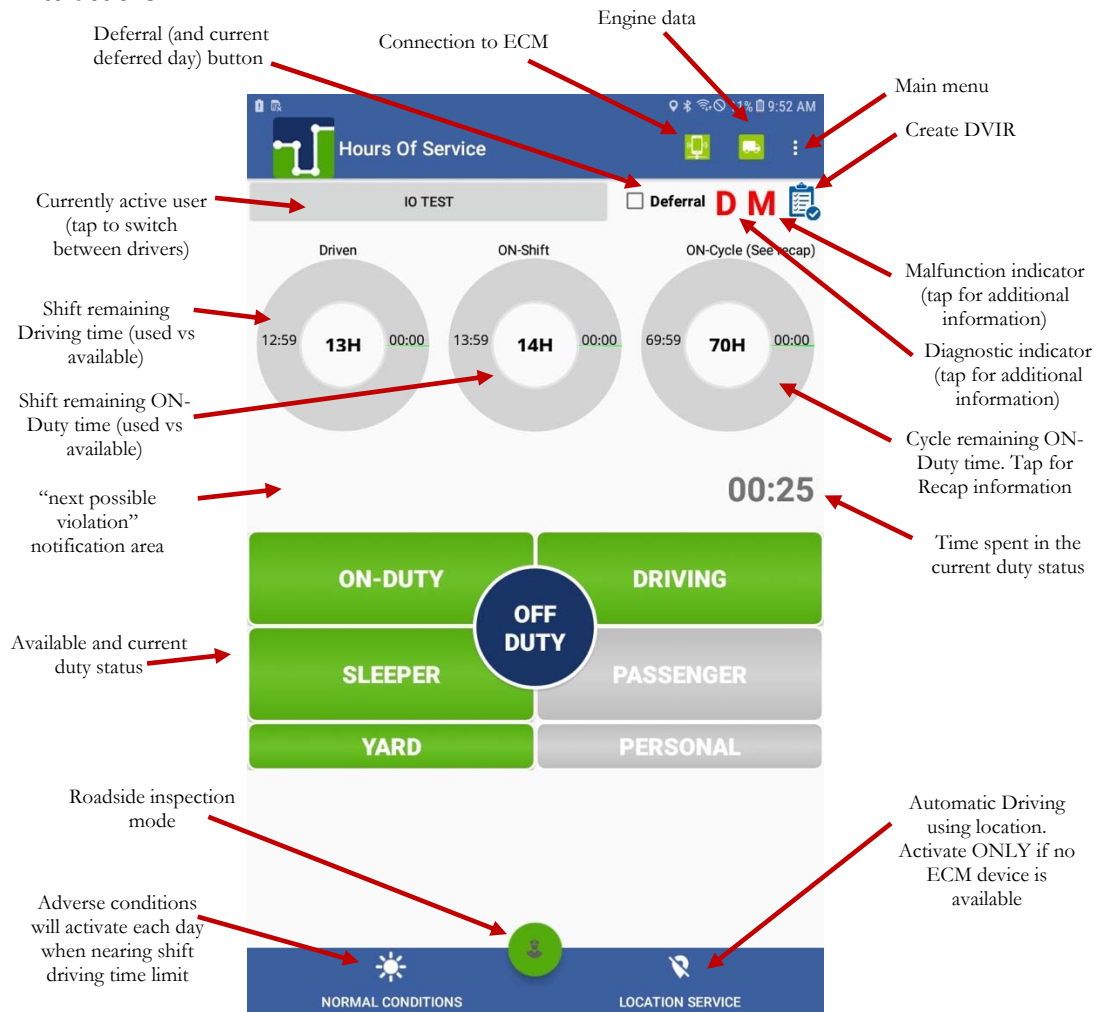 Deferral (and current
deferred day) button
Connection to ECM
Engine data
Main menu
Create DVIR
9:52 AM
Hours Of Service
Currently active user
(tap to switch
between drivers)
IO TEST
Deferral D M
Driven
ON-Shift
ON-Cycle (See recap)
Malfunction indicator
(tap for additional
information)
Shift remaining
Driving time (used vs
available)
12:59 13H 00:00
13:59 14H 00:00
69:59 70H 00:00
Diagnostic indicator
(tap for additional
information)
Shift remaining ON-
Duty time (used vs
available)
Cycle remaining ON-
Duty time. Tap for
Recap information
“next possible
violation”
notification area
00:25
Time spent in the
current duty status
ON-DUTY
DRIVING
OFF
DUTY
Available and current
duty status
SLEEPER
PASSENGER
YARD
PERSONAL
Roadside inspection
mode
Automatic Driving
using location.
Activate ONLY if no
ECM device is
available
Adverse conditions
will activate each day
when nearing shift
driving time limit
NORMAL CONDITIONS
LOCATION SERVICE